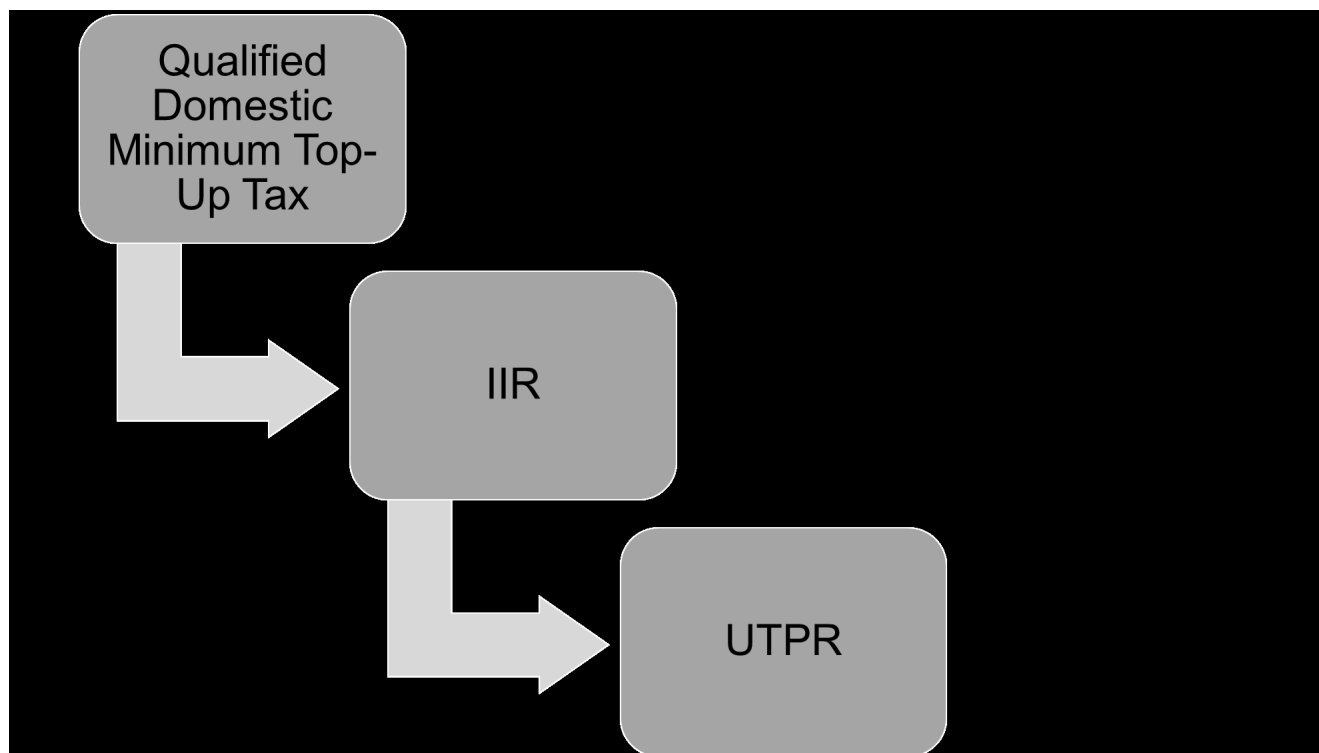 Qualified
Domestic
Minimum Top-
Up Tax
IIR
UTPR